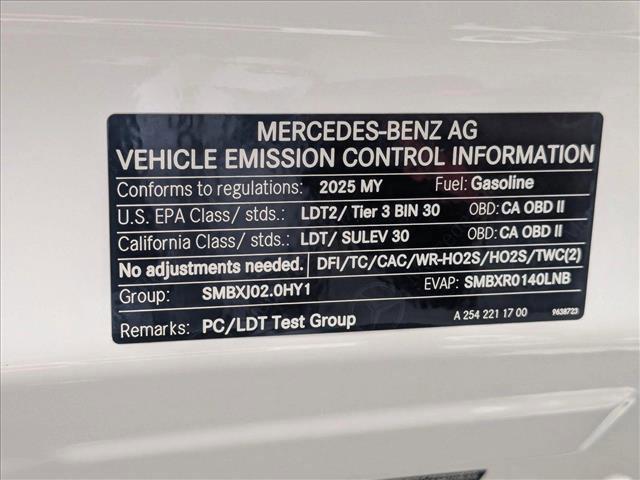 MERCEDES-BENZ AG
VEHICLE EMISSION CONTROL INFORMATION
Conforms to regulations: 2025 MY Fuel: Gasoline
U.S. EPA Class/ stds.: LDT2/ Tier 3 BIN 30 OBD: CA OBD II
California Class/ stds.: LDT/ SULEV 30 OBD: CA OBD II
No adjustments needed. DFI/TC/CAC/WR-HO2S/HO2S/TWC(2)
Group: SMBXJ02.0HY1 EVAP: SMBXR0140LNB
Remarks: PC/LDT Test Group A 254 221 17 00 9638723